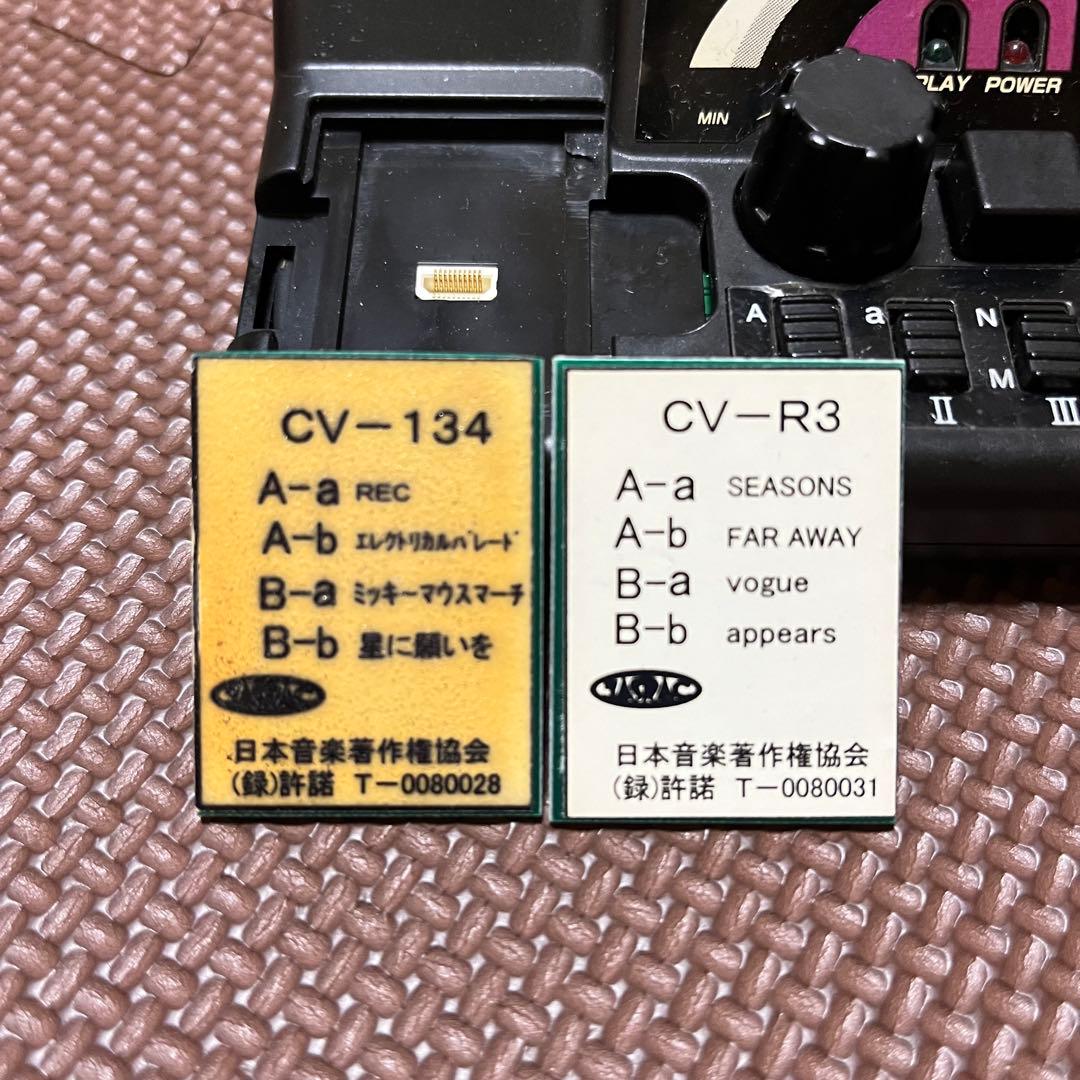 PLAY POWER
MIN
A a N
M
II III
CV-134
A-a REC
A-b エレクトリカルパレード
B-a ミッキーマウスマーチ
B-b 星に願いを
JASRAC
日本音楽著作権協会
(録)許諾 T-0080028
CV-R3
A-a SEASONS
A-b FAR AWAY
B-a vogue
B-b appears
JASRAC
日本音楽著作権協会
(録)許諾 T-0080031